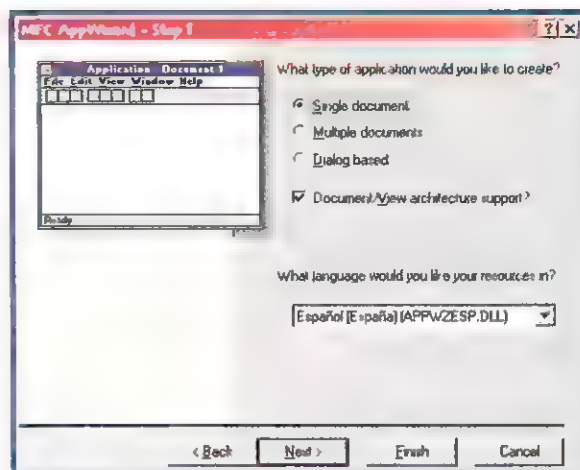 MFC AppWizard - Step 1
Application - Document 1
File Edit View Window Help
Ready
What type of application would you like to create?
Single document
Multiple documents
Dialog based
Document/View architecture support?
What language would you like your resources in?
Español [España] (APPWZESP.DLL)
< Back
Next >
Finish
Cancel